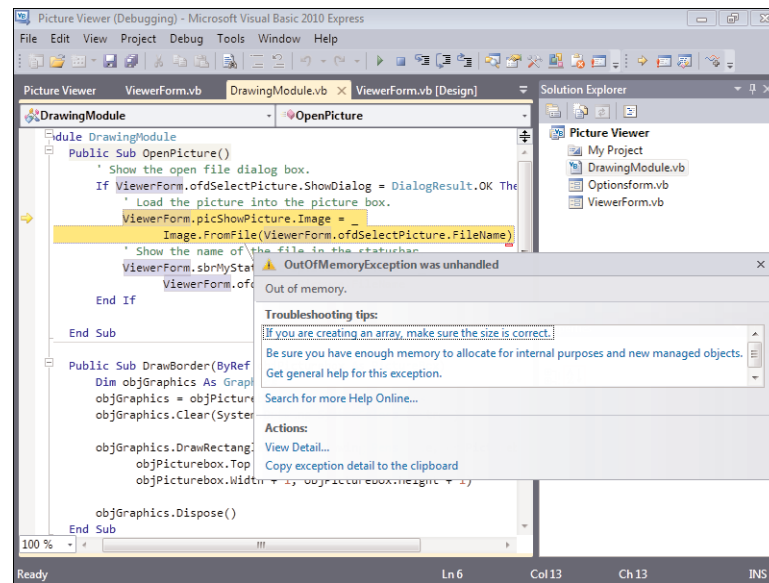 Picture Viewer (Debugging) - Microsoft Visual Basic 2010 Express
File Edit View Project Debug Tools Window Help
Picture Viewer ViewerForm.vb DrawingModule.vb ViewerForm.vb [Design]
DrawingModule OpenPicture
dule DrawingModule
Public Sub OpenPicture()
' Show the open file dialog box.
If ViewerForm.ofdSelectPicture.ShowDialog = DialogResult.OK The
' Load the picture into the picture box.
ViewerForm.picShowPicture.Image = _
Image.FromFile(ViewerForm.ofdSelectPicture.FileName)
' Show the name of the file in the statusbar.
ViewerForm.sbrMyStat
ViewerForm.ofd
End If
End Sub
Public Sub DrawBorder(ByRef
Dim objGraphics As Graph
objGraphics = objPicture
objGraphics.Clear(System
objGraphics.DrawRectangl
objPicturebox.Top
objPicturebox.Width + 1, objPicturebox.Height + 1)
objGraphics.Dispose()
End Sub
100 %
OutOfMemoryException was unhandled
Out of memory.
Troubleshooting tips:
If you are creating an array, make sure the size is correct.
Be sure you have enough memory to allocate for internal purposes and new managed objects.
Get general help for this exception.
Search for more Help Online...
Actions:
View Detail...
Copy exception detail to the clipboard
Solution Explorer
Picture Viewer
My Project
DrawingModule.vb
Optionsform.vb
ViewerForm.vb
Ready Ln 6 Col 13 Ch 13 INS